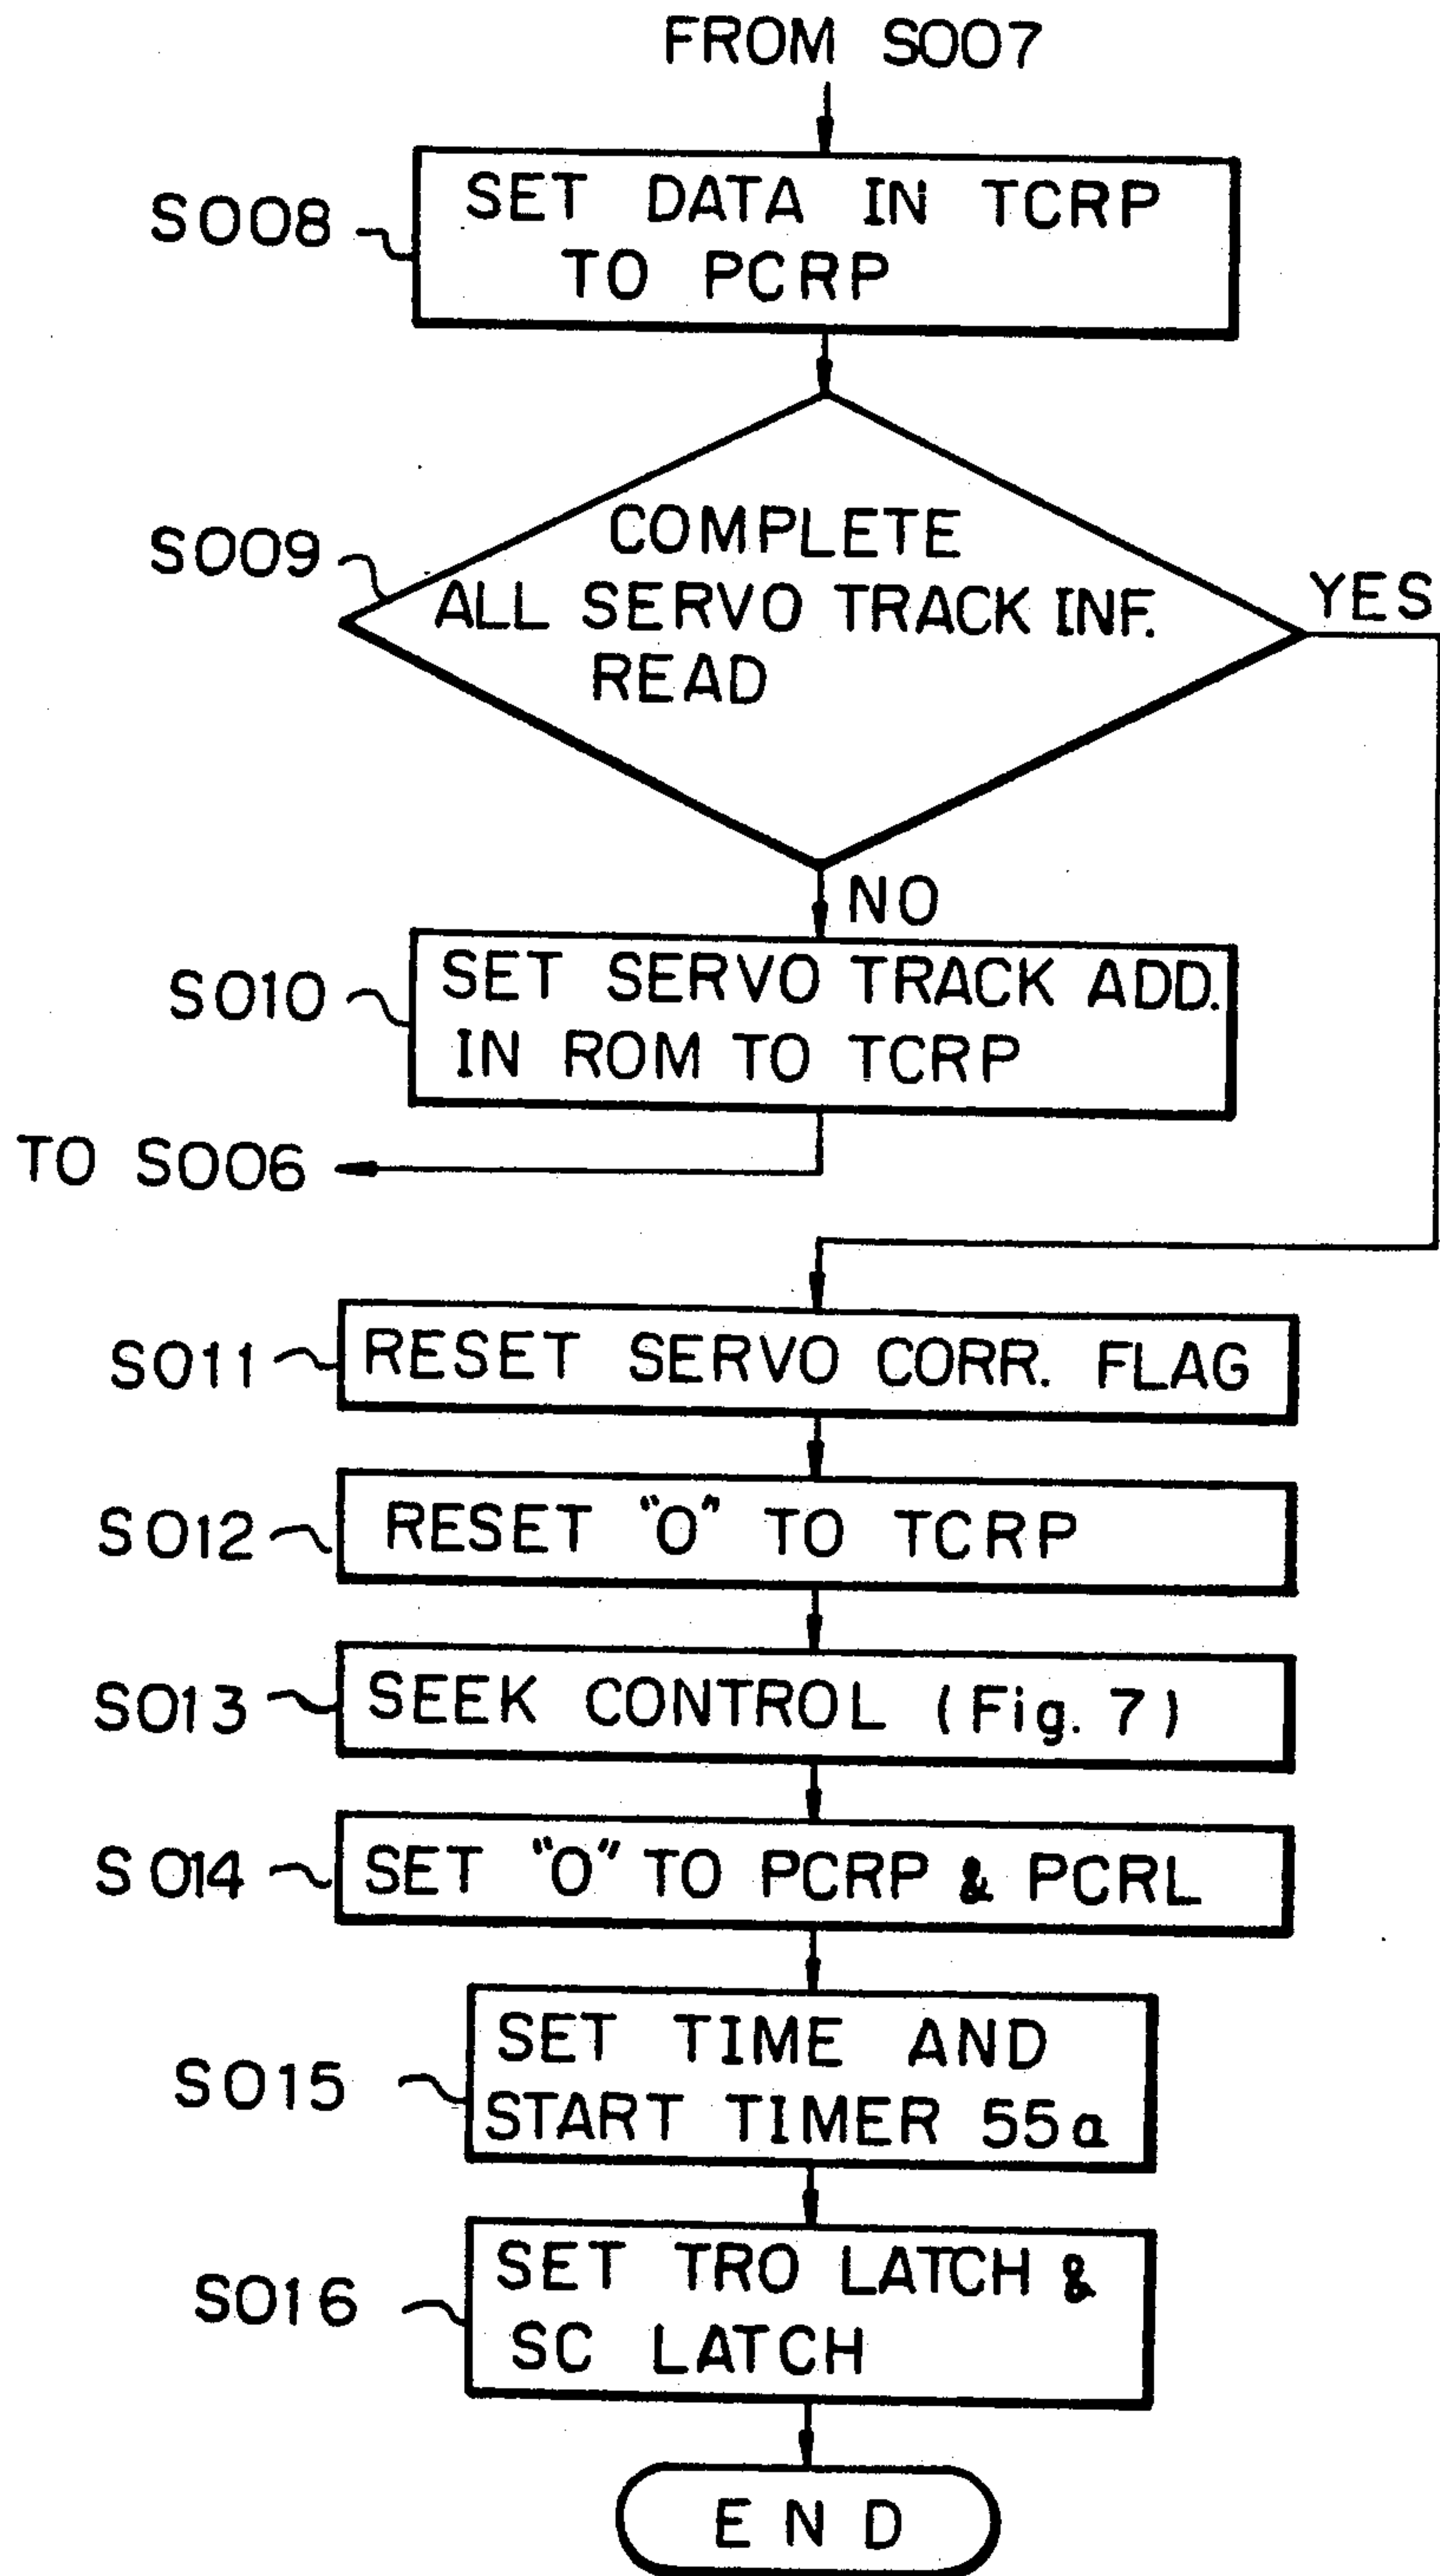 FROM S007
S008
SET DATA IN TCRP
TO PCRP
S009
COMPLETE
ALL SERVO TRACK INF.
READ
YES
NO
S010
SET SERVO TRACK ADD.
IN ROM TO TCRP
TO S006
S011
RESET SERVO CORR. FLAG
S012
RESET "0" TO TCRP
S013
SEEK CONTROL (Fig. 7)
S014
SET "0" TO PCRP & PCRL
S015
SET TIME AND
START TIMER 55a
S016
SET TR0 LATCH &
SC LATCH
END